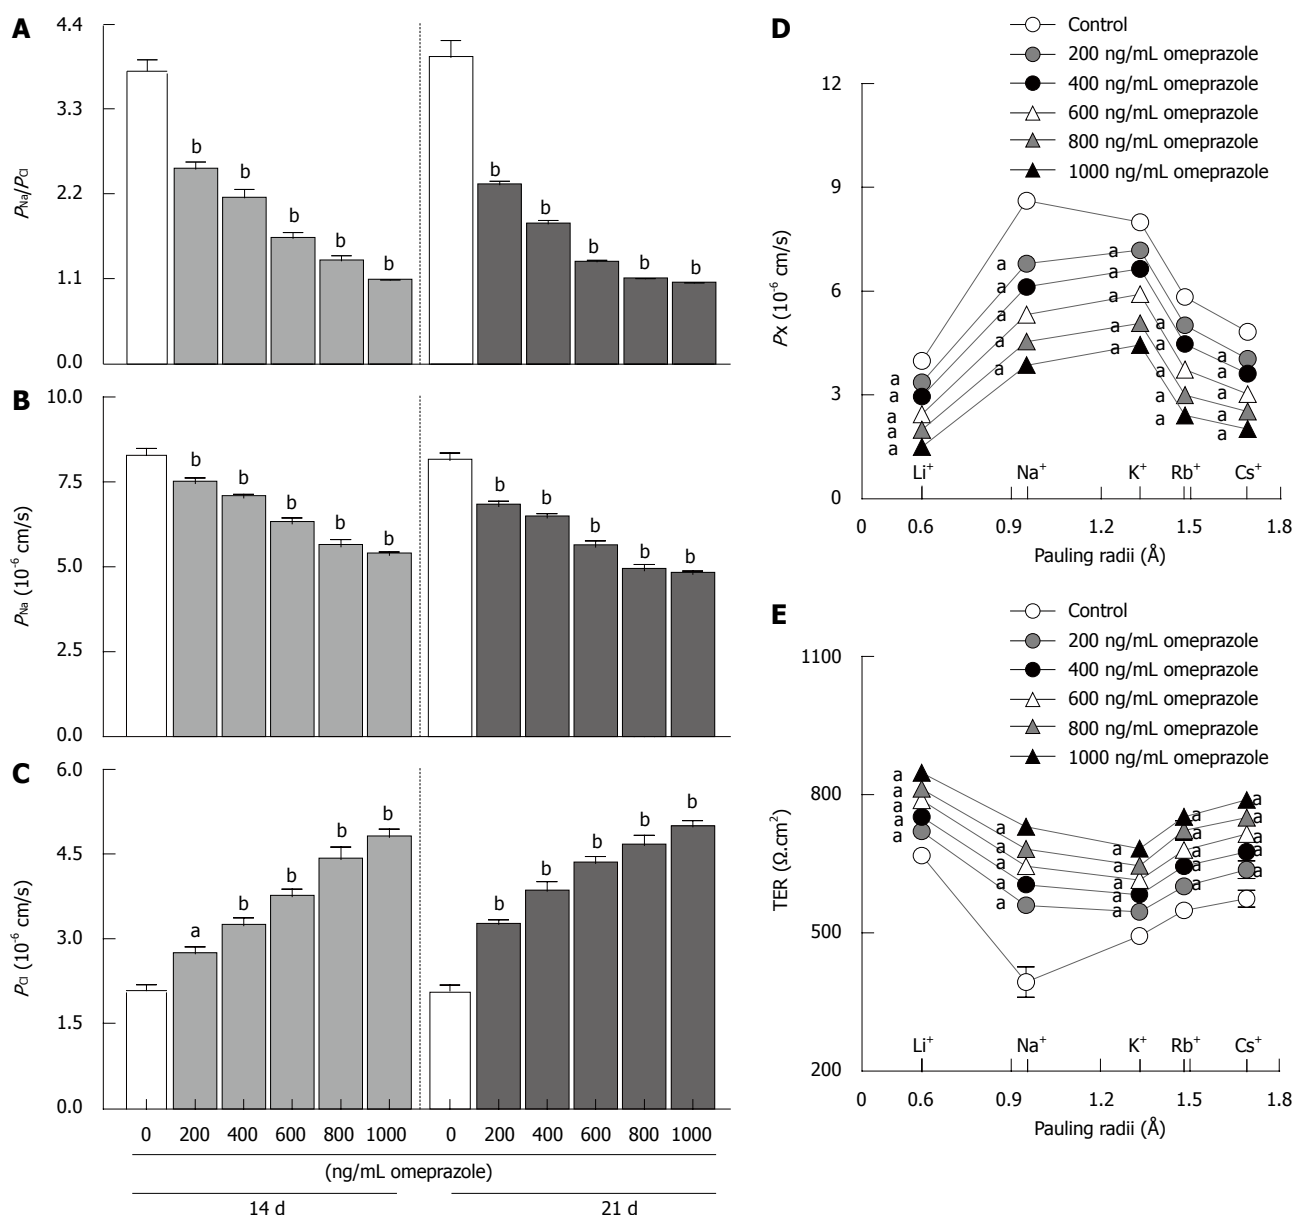 A
4.4
3.3
2.2
1.1
0.0
PNa/PCl
b b b b b
b b b b b
B
10.0
7.5
5.0
2.5
0.0
PNa (10-6 cm/s)
b b b b b
b b b b b
C
6.0
4.5
3.0
1.5
0.0
PCl (10-6 cm/s)
a b b b b
b b b b b
0 200 400 600 800 1000 0 200 400 600 800 1000
(ng/mL omeprazole)
14 d 21 d
D
Control
200 ng/mL omeprazole
400 ng/mL omeprazole
600 ng/mL omeprazole
800 ng/mL omeprazole
1000 ng/mL omeprazole
12
9
6
3
0
Px (10-6 cm/s)
a a a a a
a a a a a
a a a a a
a a a a a
a a a a a
Li+ Na+ K+ Rb+ Cs+
0 0.6 0.9 1.2 1.5 1.8
Pauling radii (Å)
E
Control
200 ng/mL omeprazole
400 ng/mL omeprazole
600 ng/mL omeprazole
800 ng/mL omeprazole
1000 ng/mL omeprazole
1100
800
500
200
TER (Ω.cm2)
a a a a a
a a a a a
a a a a a
a a a a a
a a a a a
Li+ Na+ K+ Rb+ Cs+
0 0.6 0.9 1.2 1.5 1.8
Pauling radii (Å)